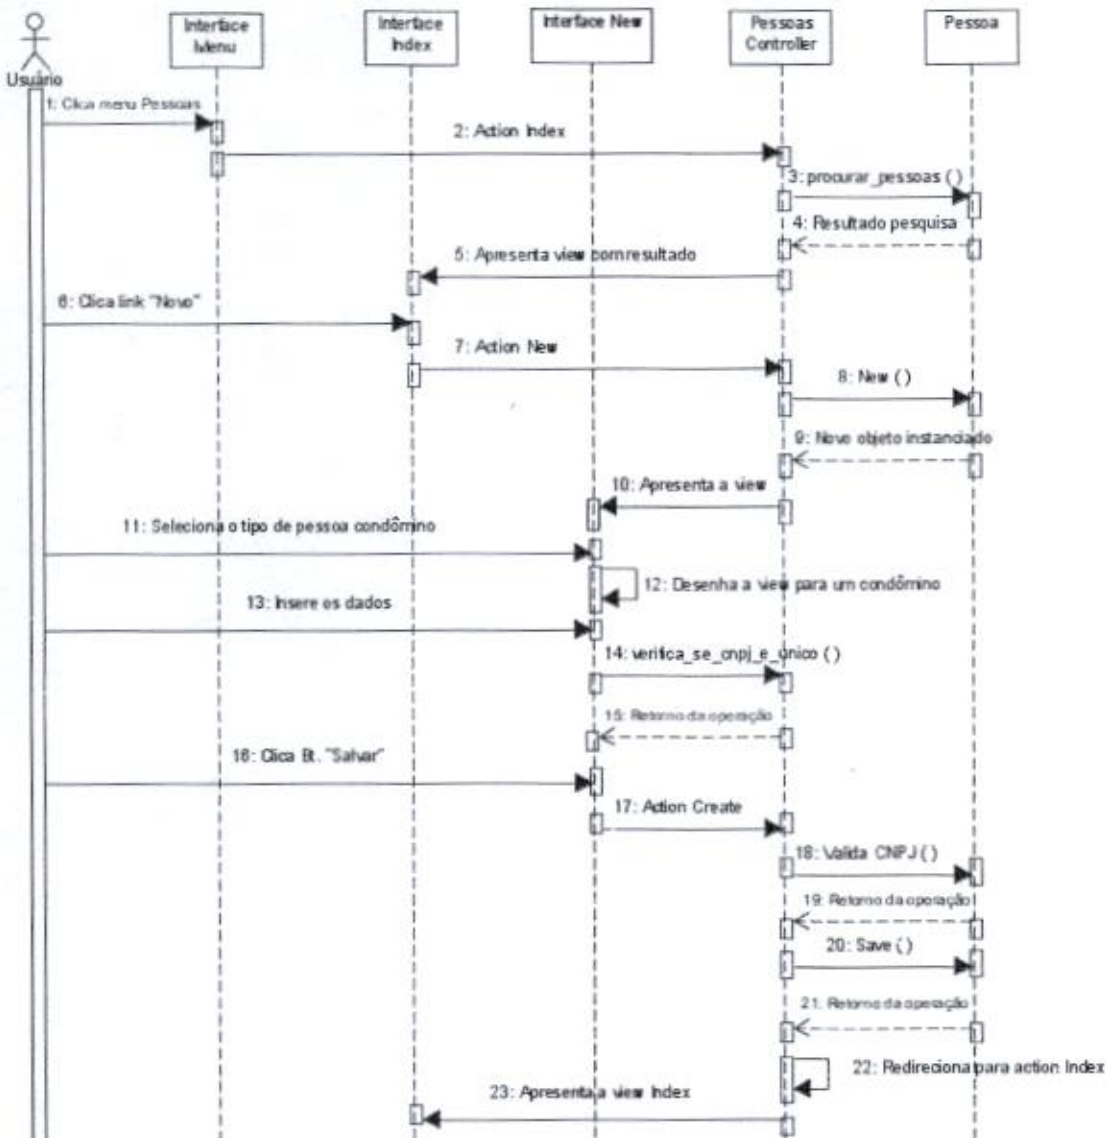 Interface
Menu
Interface
Index
Interface New
Pessoas
Controller
Pessoa
Usuário
1: Clica menu Pessoas
2: Action Index
3: procurar_pessoas ( )
4: Resultado pesquisa
5: Apresenta view com resultado
6: Clica link "Novo"
7: Action New
8: New ( )
9: Novo objeto instanciado
10: Apresenta a view
11: Seleciona o tipo de pessoa condômino
12: Desenha a view para um condômino
13: Insere os dados
14: verifica_se_cnpj_e_unico ( )
15: Retorno da operação
16: Clica Bt. "Salvar"
17: Action Create
18: Valida CNPJ ( )
19: Retorno da operação
20: Save ( )
21: Retorno da operação
22: Redireciona para action Index
23: Apresenta a view Index